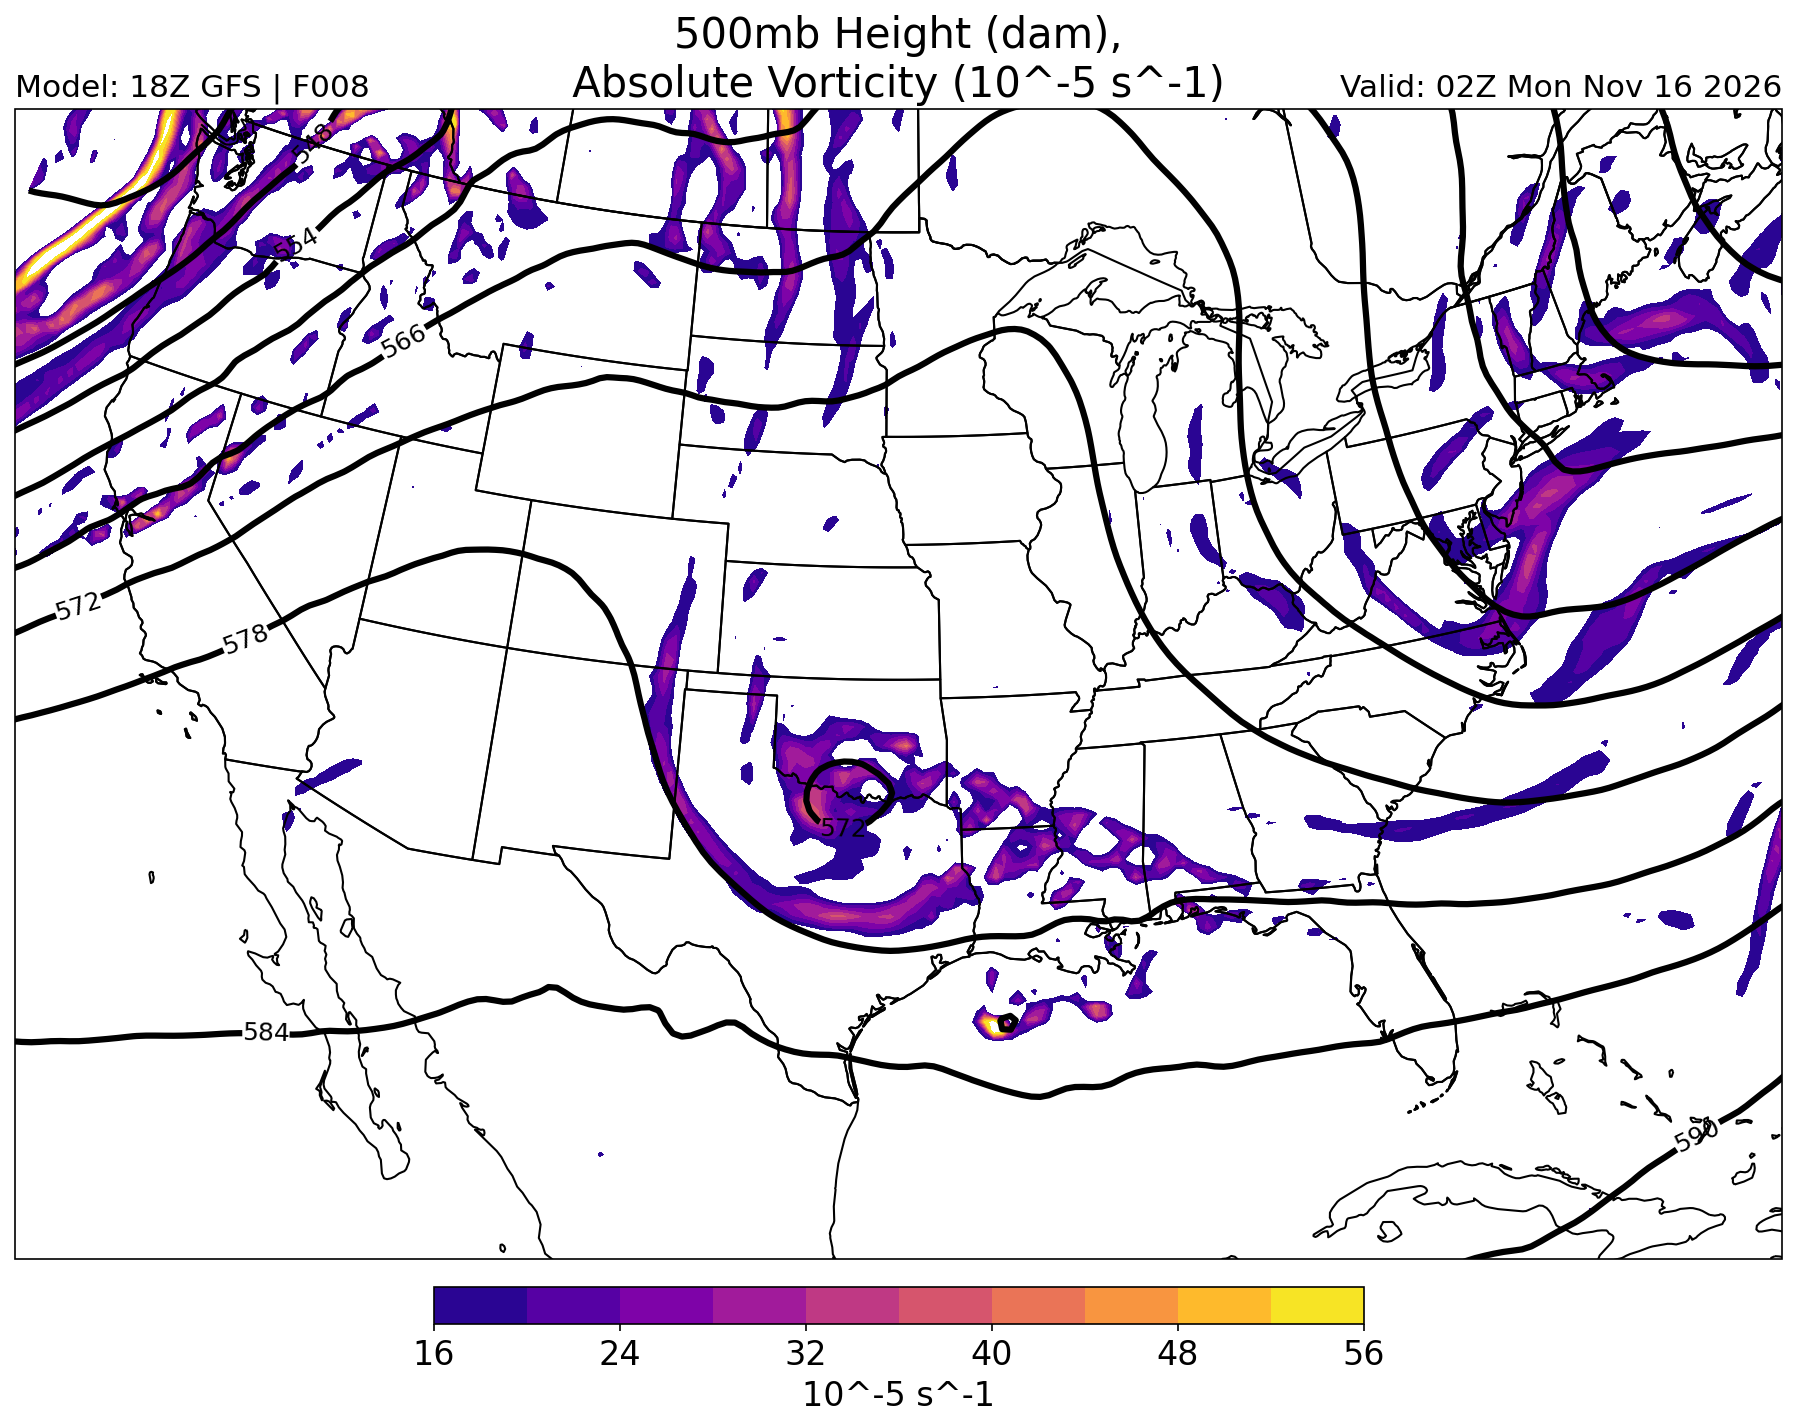 500mb Height (dam),
Model: 18Z GFS | F008
Absolute Vorticity (10^-5 s^-1)
Valid: 02Z Mon Nov 16 2026
548
554
566
572
578
572
584
590
16 24 32 40 48 56
10^-5 s^-1